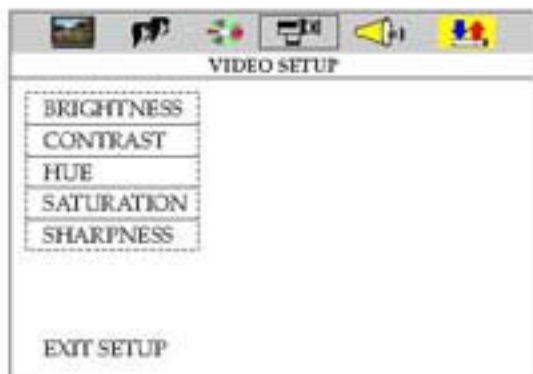 VIDEO SETUP
BRIGHTNESS
CONTRAST
HUE
SATURATION
SHARPNESS
EXIT SETUP